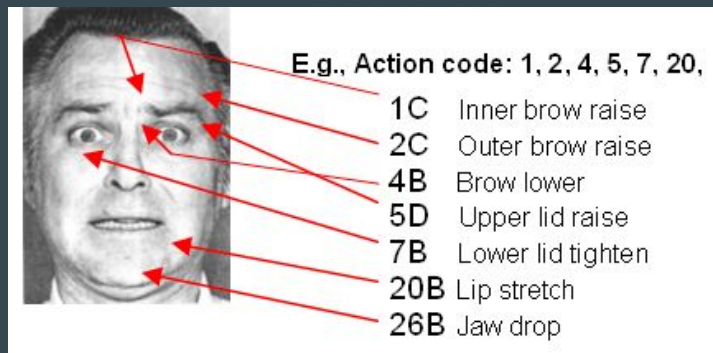 E.g., Action code: 1, 2, 4, 5, 7, 20,
1C Inner brow raise
2C Outer brow raise
4B Brow lower
5D Upper lid raise
7B Lower lid tighten
20B Lip stretch
26B Jaw drop